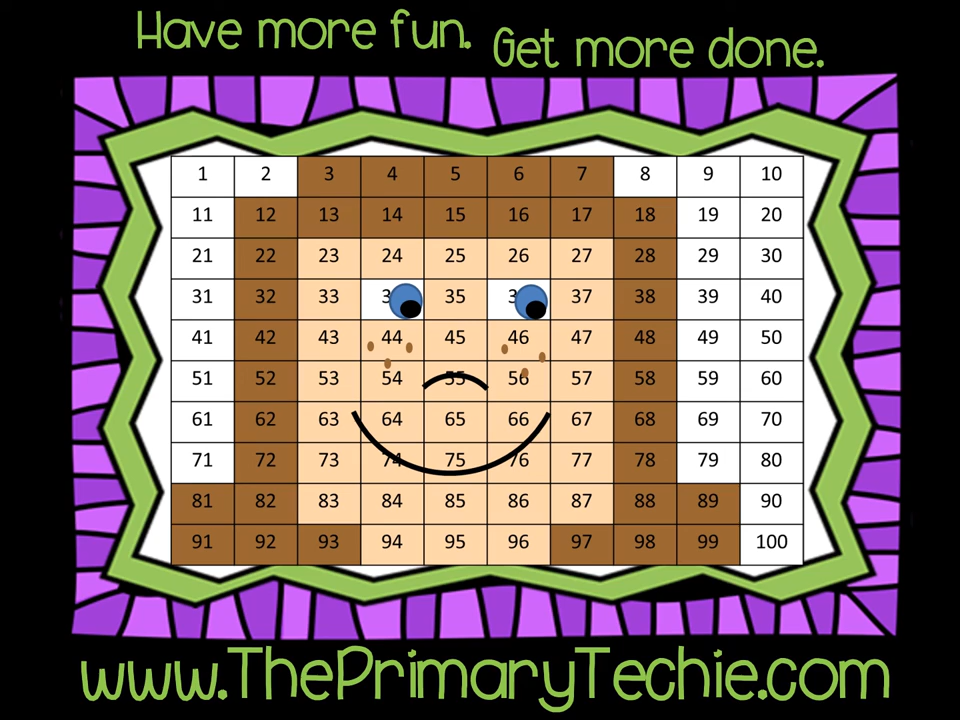 Have more fun. Get more done.
1 2 3 4 5 6 7 8 9 10
11 12 13 14 15 16 17 18 19 20
21 22 23 24 25 26 27 28 29 30
31 32 33 35 37 38 39 40
41 42 43 44 45 46 47 48 49 50
51 52 53 54 55 56 57 58 59 60
61 62 63 64 65 66 67 68 69 70
71 72 73 74 75 76 77 78 79 80
81 82 83 84 85 86 87 88 89 90
91 92 93 94 95 96 97 98 99 100
www.ThePrimaryTechie.com